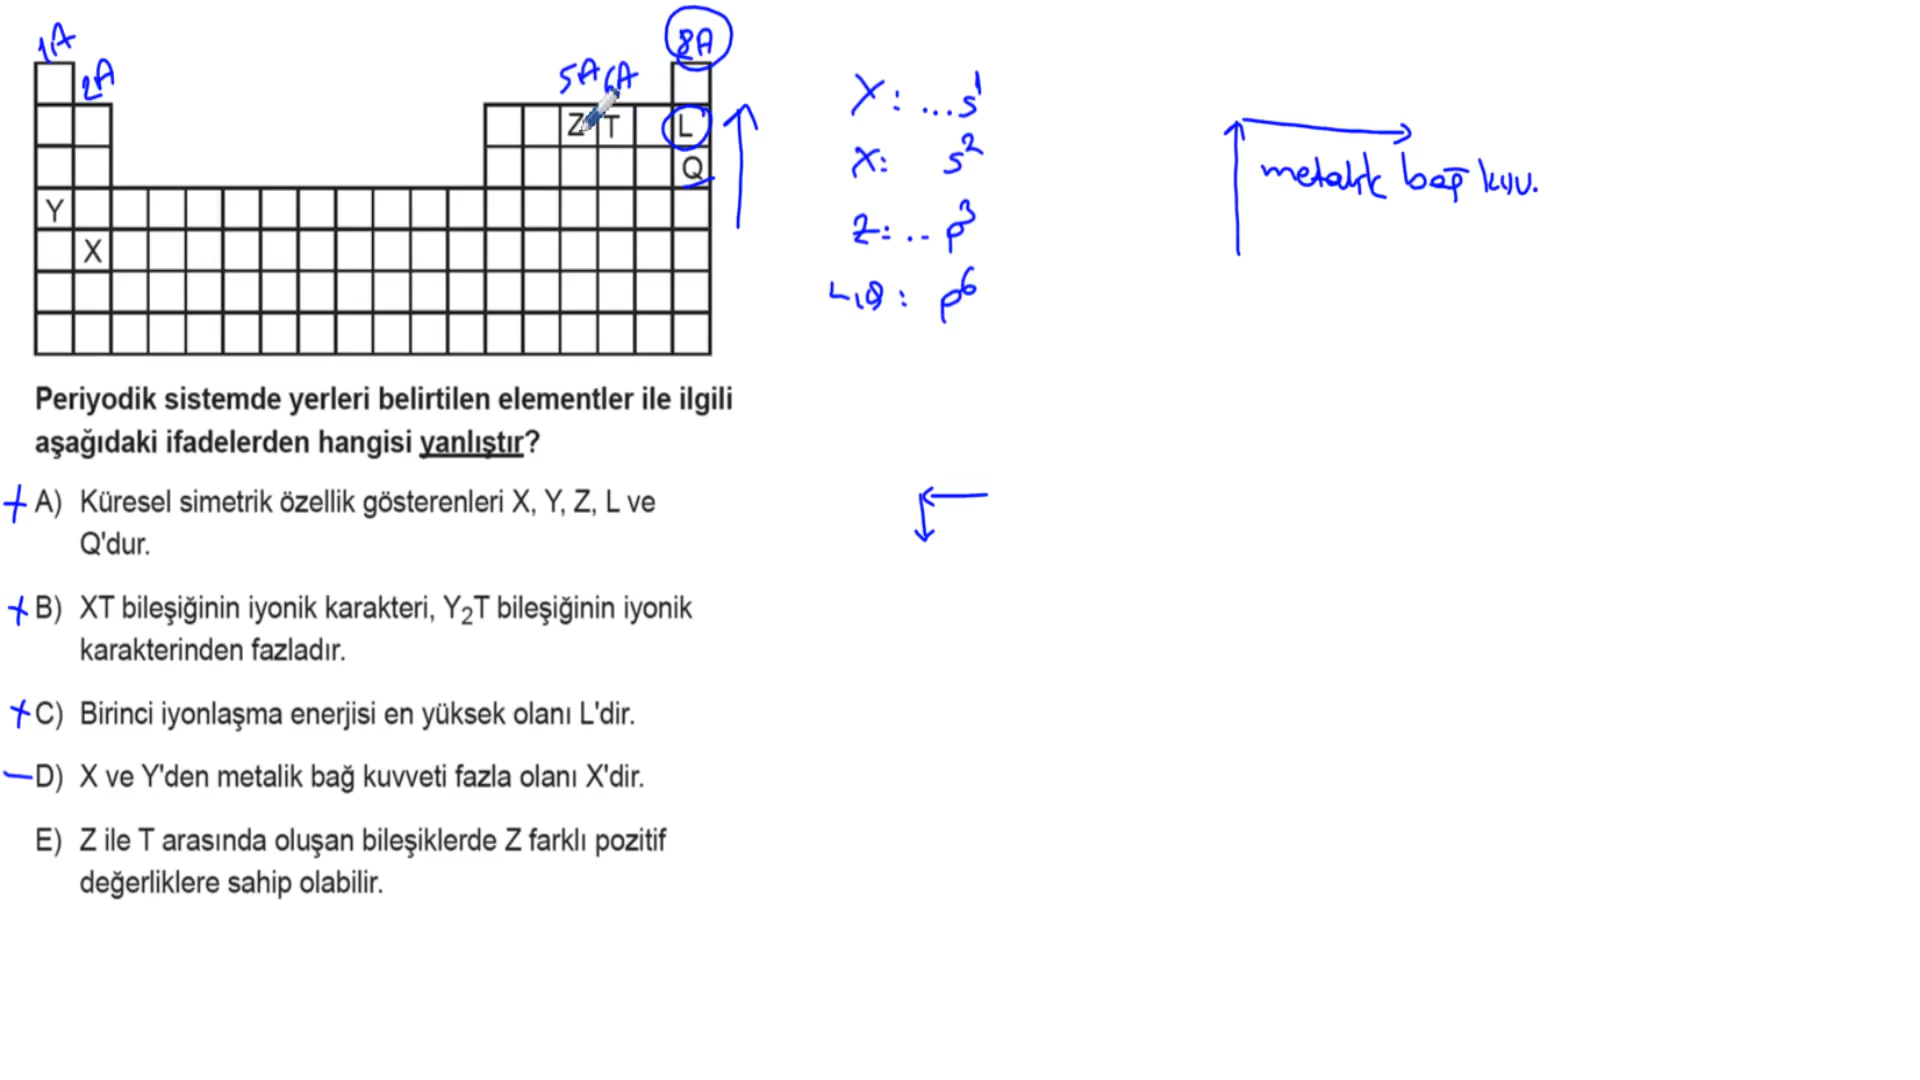 1A
2A
5A 6A
8A
Z T L
Q
Y
X
X: ...s¹
X: s²
Z: .. p³
L,Q: p⁶
metalik bağ kuv.
Periyodik sistemde yerleri belirtilen elementler ile ilgili
aşağıdaki ifadelerden hangisi yanlıştır?
+ A) Küresel simetrik özellik gösterenleri X, Y, Z, L ve
Q'dur.
+ B) XT bileşiğinin iyonik karakteri, Y₂T bileşiğinin iyonik
karakterinden fazladır.
+ C) Birinci iyonlaşma enerjisi en yüksek olanı L'dir.
– D) X ve Y'den metalik bağ kuvveti fazla olanı X'dir.
E) Z ile T arasında oluşan bileşiklerde Z farklı pozitif
değerliklere sahip olabilir.